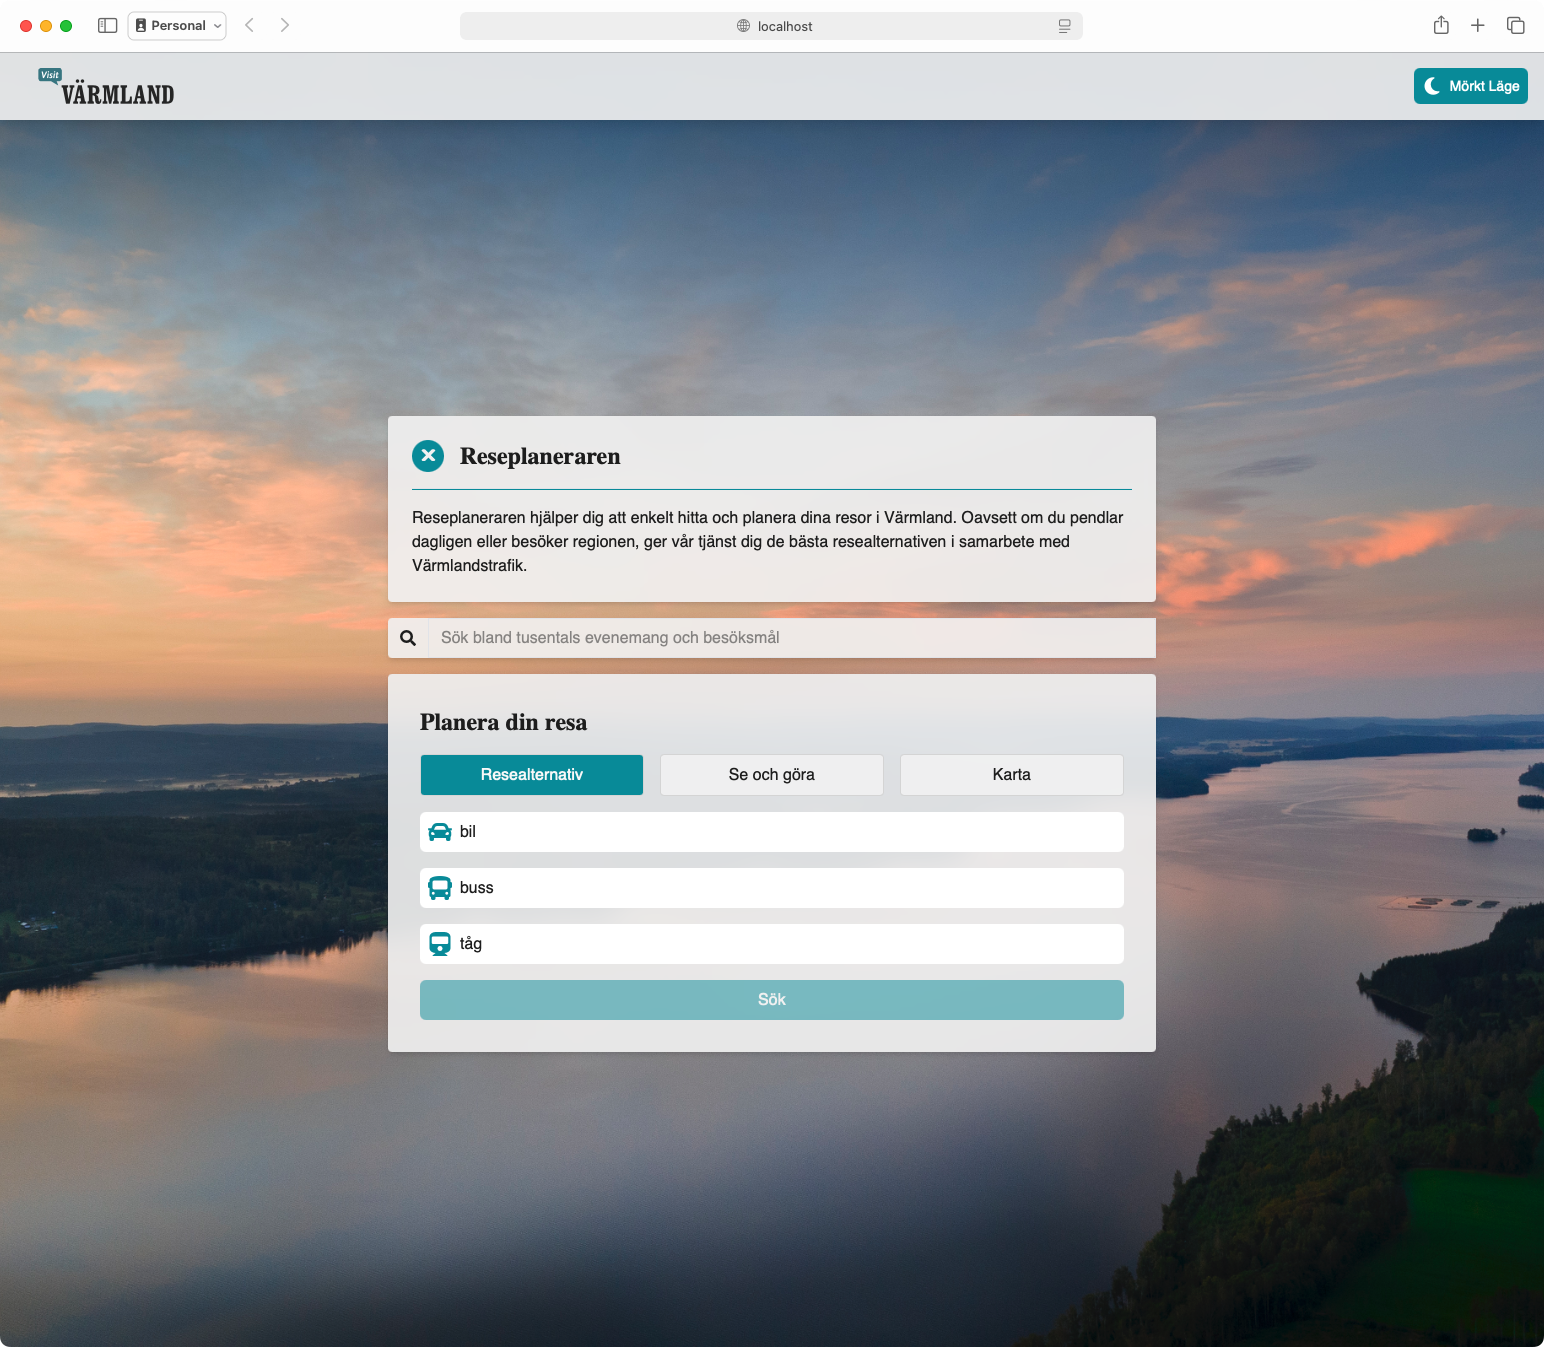 Personal
localhost
Visit
VÄRMLAND
Mörkt Läge
Reseplaneraren
Reseplaneraren hjälper dig att enkelt hitta och planera dina resor i Värmland. Oavsett om du pendlar
dagligen eller besöker regionen, ger vår tjänst dig de bästa resealternativen i samarbete med
Värmlandstrafik.
Sök bland tusentals evenemang och besöksmål
Planera din resa
Resealternativ
Se och göra
Karta
bil
buss
tåg
Sök